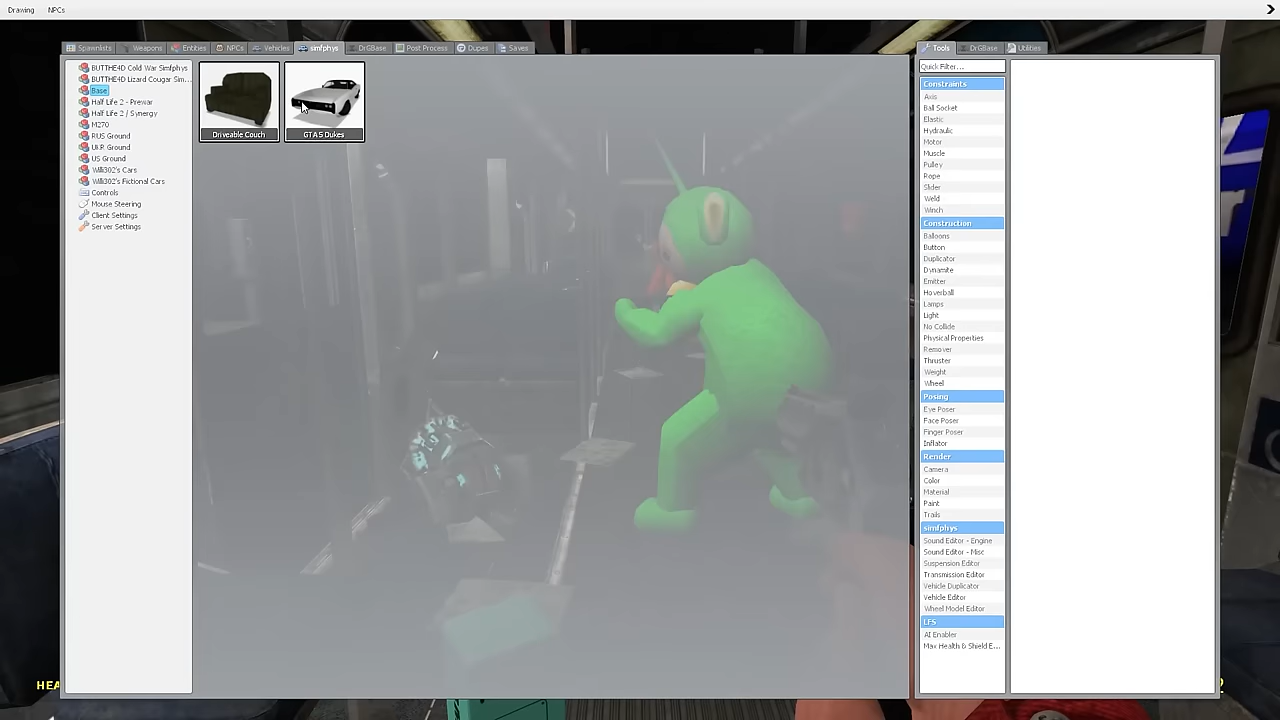 Drawing NPCs
Spawnlists Weapons Entities NPCs Vehicles simfphys DrGBase Post Process Dupes Saves
Tools DrGBase Utilities
BUTTHE4D Cold War Simfphys
BUTTHE4D Lizard Cougar Sim...
Base
Half Life 2 - Prewar
Half Life 2 / Synergy
M270
RUS Ground
UKR Ground
US Ground
Willi302's Cars
Willi302's Fictional Cars
Controls
Mouse Steering
Client Settings
Server Settings
Driveable Couch
GTA 5 Dukes
Quick Filter...
Constraints
Axis
Ball Socket
Elastic
Hydraulic
Motor
Muscle
Pulley
Rope
Slider
Weld
Winch
Construction
Balloons
Button
Duplicator
Dynamite
Emitter
Hoverball
Lamps
Light
No Collide
Physical Properties
Remover
Thruster
Weight
Wheel
Posing
Eye Poser
Face Poser
Finger Poser
Inflator
Render
Camera
Color
Material
Paint
Trails
simfphys
Sound Editor - Engine
Sound Editor - Misc
Suspension Editor
Transmission Editor
Vehicle Duplicator
Vehicle Editor
Wheel Model Editor
LFS
AI Enabler
Max Health & Shield E...
HEA